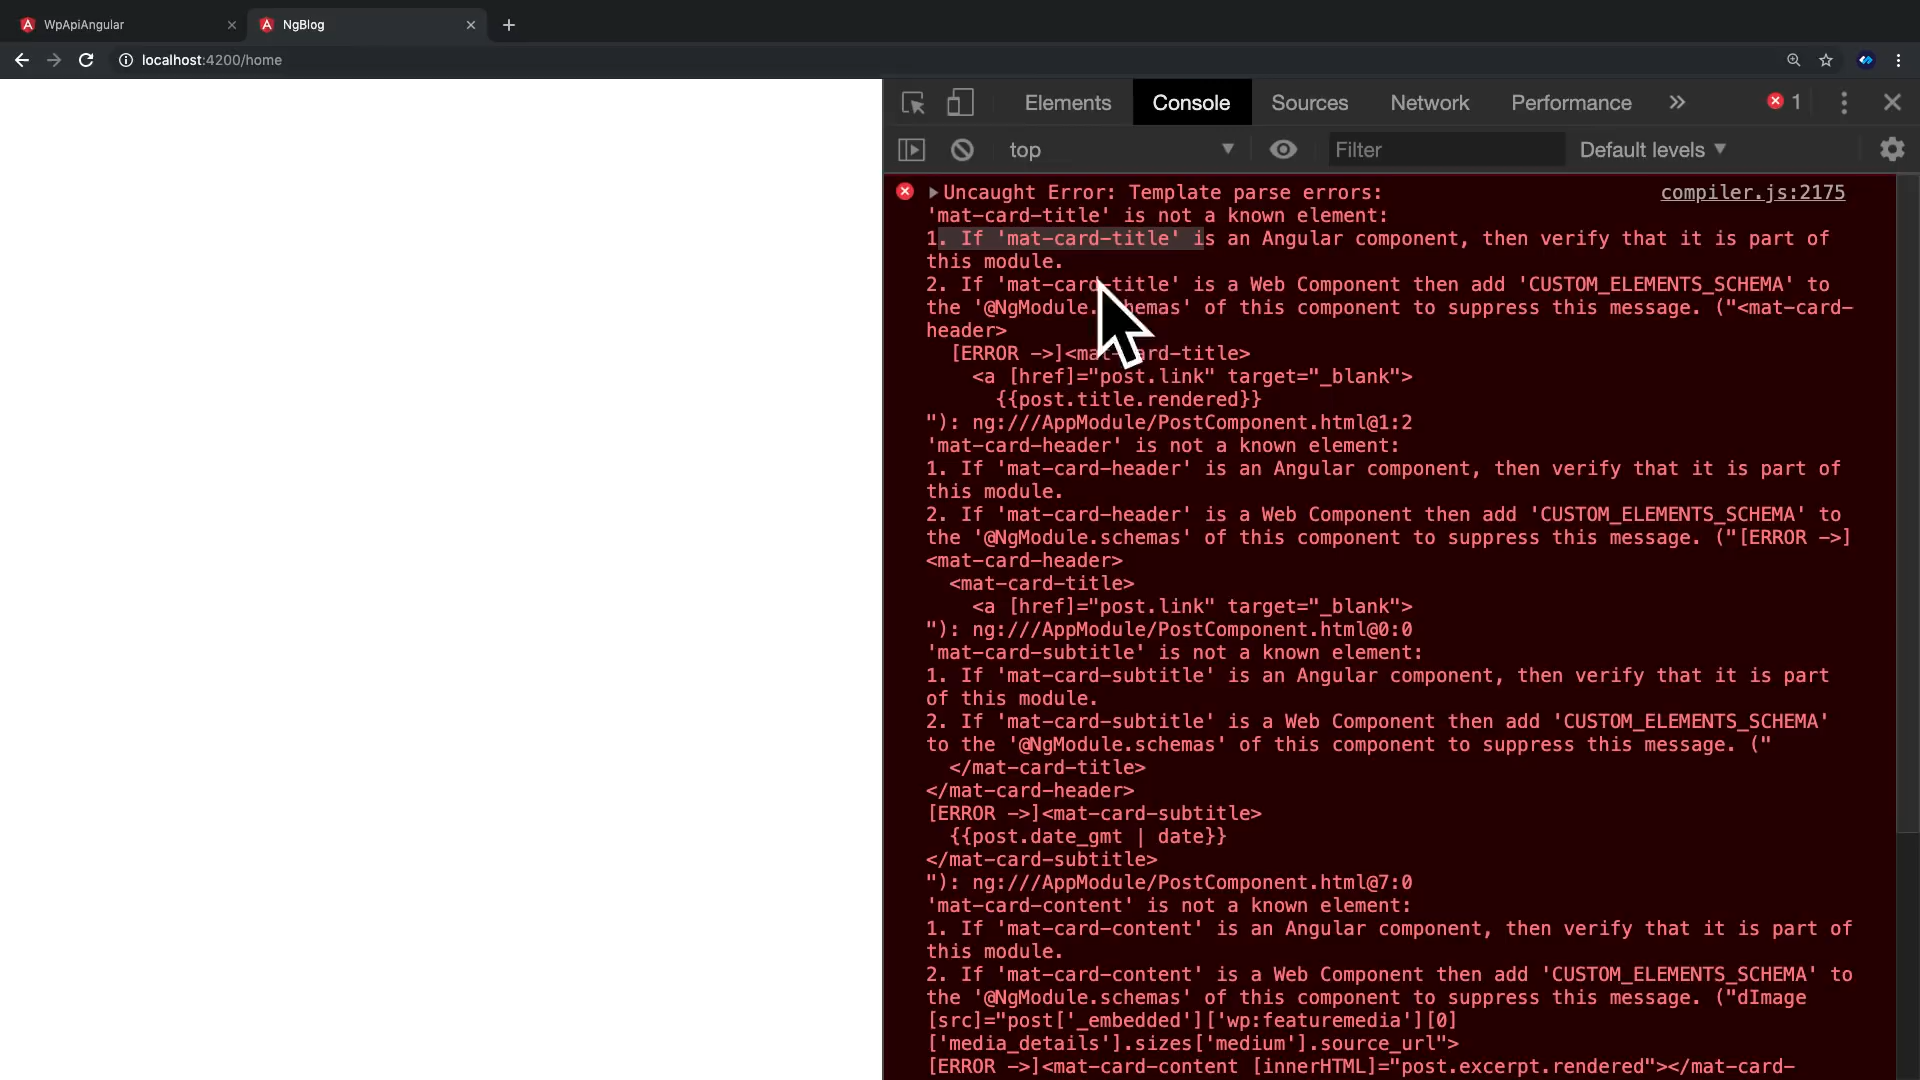 WpApiAngular
NgBlog
localhost:4200/home
Elements Console Sources Network Performance 1
top Filter Default levels
Uncaught Error: Template parse errors: compiler.js:2175
'mat-card-title' is not a known element:
1. If 'mat-card-title' is an Angular component, then verify that it is part of
this module.
2. If 'mat-card-title' is a Web Component then add 'CUSTOM_ELEMENTS_SCHEMA' to
the '@NgModule. of this component to suppress this message. ("<mat-card-
header>
[ERROR ->]<mat-card-title>
<a [href]="post.link" target="_blank">
{{post.title.rendered}}
"): ng:///AppModule/PostComponent.html@1:2
'mat-card-header' is not a known element:
1. If 'mat-card-header' is an Angular component, then verify that it is part of
this module.
2. If 'mat-card-header' is a Web Component then add 'CUSTOM_ELEMENTS_SCHEMA' to
the '@NgModule.schemas' of this component to suppress this message. ("[ERROR ->]
<mat-card-header>
<mat-card-title>
<a [href]="post.link" target="_blank">
"): ng:///AppModule/PostComponent.html@0:0
'mat-card-subtitle' is not a known element:
1. If 'mat-card-subtitle' is an Angular component, then verify that it is part
of this module.
2. If 'mat-card-subtitle' is a Web Component then add 'CUSTOM_ELEMENTS_SCHEMA'
to the '@NgModule.schemas' of this component to suppress this message. ("
</mat-card-title>
</mat-card-header>
[ERROR ->]<mat-card-subtitle>
{{post.date_gmt | date}}
</mat-card-subtitle>
"): ng:///AppModule/PostComponent.html@7:0
'mat-card-content' is not a known element:
1. If 'mat-card-content' is an Angular component, then verify that it is part of
this module.
2. If 'mat-card-content' is a Web Component then add 'CUSTOM_ELEMENTS_SCHEMA' to
the '@NgModule.schemas' of this component to suppress this message. ("dImage
[src]="post['_embedded']['wp:featuremedia'][0]
['media_details'].sizes['medium'].source_url">
[ERROR ->]<mat-card-content [innerHTML]="post.excerpt.rendered"></mat-card-